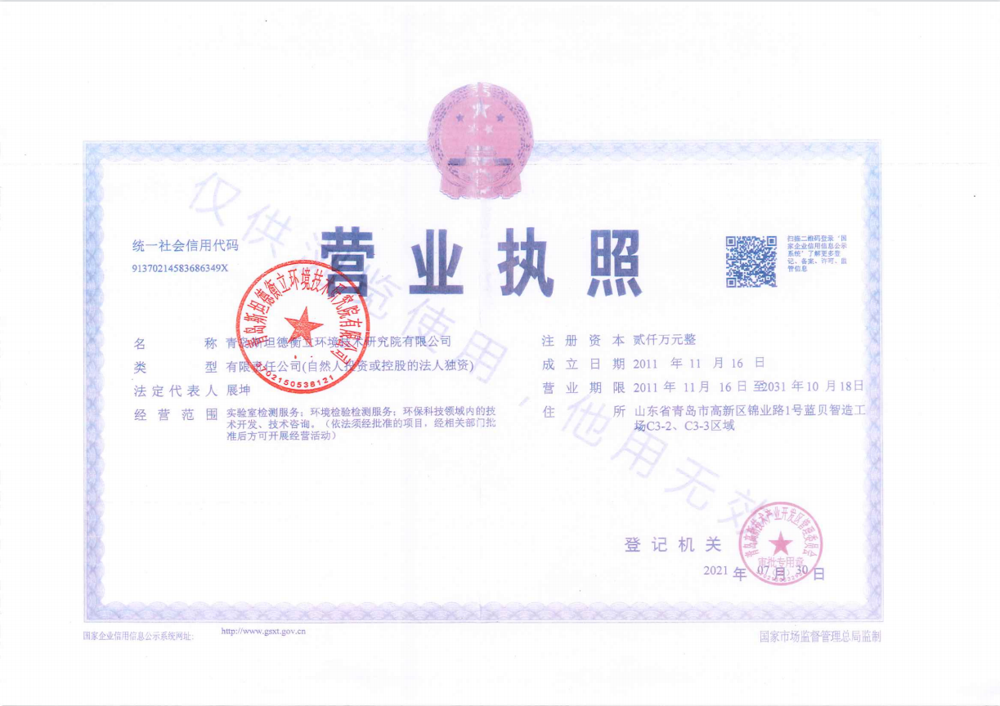 营业执照
统一社会信用代码
91370214583686349X
扫描二维码登录‘国
家企业信用信息公示
系统’了解更多登
记、备案、许可、监
管信息
名 称 青岛斯坦德衡立环境技术研究院有限公司
类 型 有限责任公司(自然人投资或控股的法人独资)
法定代表人 展坤
经营范围 实验室检测服务；环境检验检测服务；环保科技领域内的技
术开发、技术咨询。（依法须经批准的项目，经相关部门批
准后方可开展经营活动）
注册资本 贰仟万元整
成立日期 2011 年 11 月 16 日
营业期限 2011 年 11月 16 日 至2031 年 10 月 18日
住 所 山东省青岛市高新区锦业路1号蓝贝智造工
场C3-2、C3-3区域
青岛斯坦德衡立环境技术研究院有限公司
3702150538121
仅供浏览使用，他用无效
登记机关
青岛高新技术产业开发区管理委员会
审批专用章
2021 年 07 月 30 日
国家企业信用信息公示系统网址:
http://www.gsxt.gov.cn
国家市场监督管理总局监制